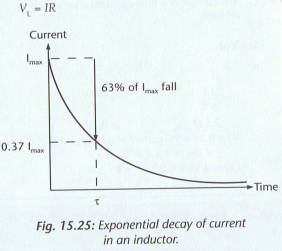 V_L = IR
Current
I_max
63% of I_max fall
0.37 I_max
Time
τ
Fig. 15.25: Exponential decay of current
in an inductor.